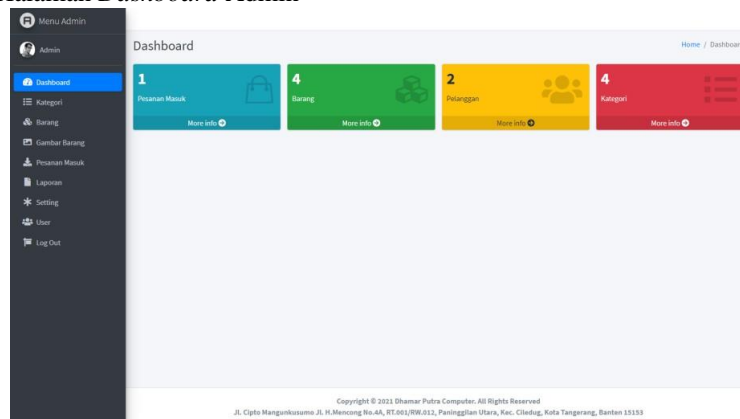 Halaman Dashboard Admin
Menu Admin
Admin
Dashboard
Kategori
Barang
Gambar Barang
Pesanan Masuk
Laporan
Setting
User
Log Out
Dashboard
Home / Dashboar
1
Pesanan Masuk
More info
4
Barang
More info
2
Pelanggan
More info
4
Kategori
More info
Copyright © 2021 Dhamar Putra Computer. All Rights Reserved
JL. Cipto Mangunkusumo JL. H.Mencong No.4A, RT.001/RW.012, Paninggilan Utara, Kec. Ciledug, Kota Tangerang, Banten 15153